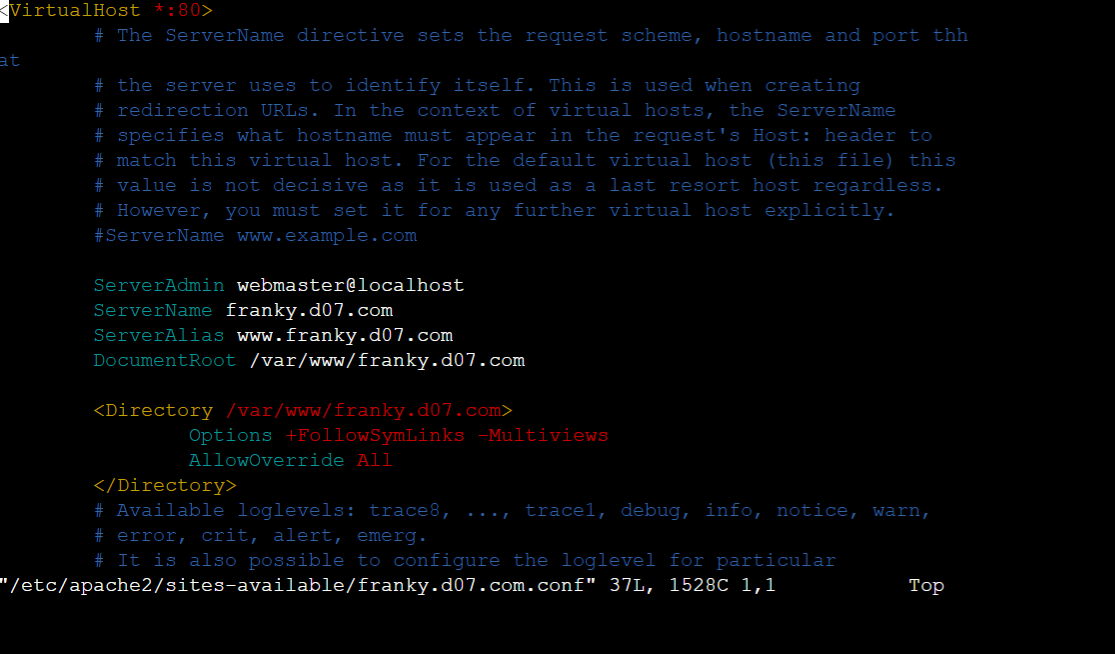 <VirtualHost *:80>
# The ServerName directive sets the request scheme, hostname and port thh
at
# the server uses to identify itself. This is used when creating
# redirection URLs. In the context of virtual hosts, the ServerName
# specifies what hostname must appear in the request's Host: header to
# match this virtual host. For the default virtual host (this file) this
# value is not decisive as it is used as a last resort host regardless.
# However, you must set it for any further virtual host explicitly.
#ServerName www.example.com
ServerAdmin webmaster@localhost
ServerName franky.d07.com
ServerAlias www.franky.d07.com
DocumentRoot /var/www/franky.d07.com
<Directory /var/www/franky.d07.com>
Options +FollowSymLinks -Multiviews
AllowOverride All
</Directory>
# Available loglevels: trace8, ..., trace1, debug, info, notice, warn,
# error, crit, alert, emerg.
# It is also possible to configure the loglevel for particular
"/etc/apache2/sites-available/franky.d07.com.conf" 37L, 1528C 1,1 Top